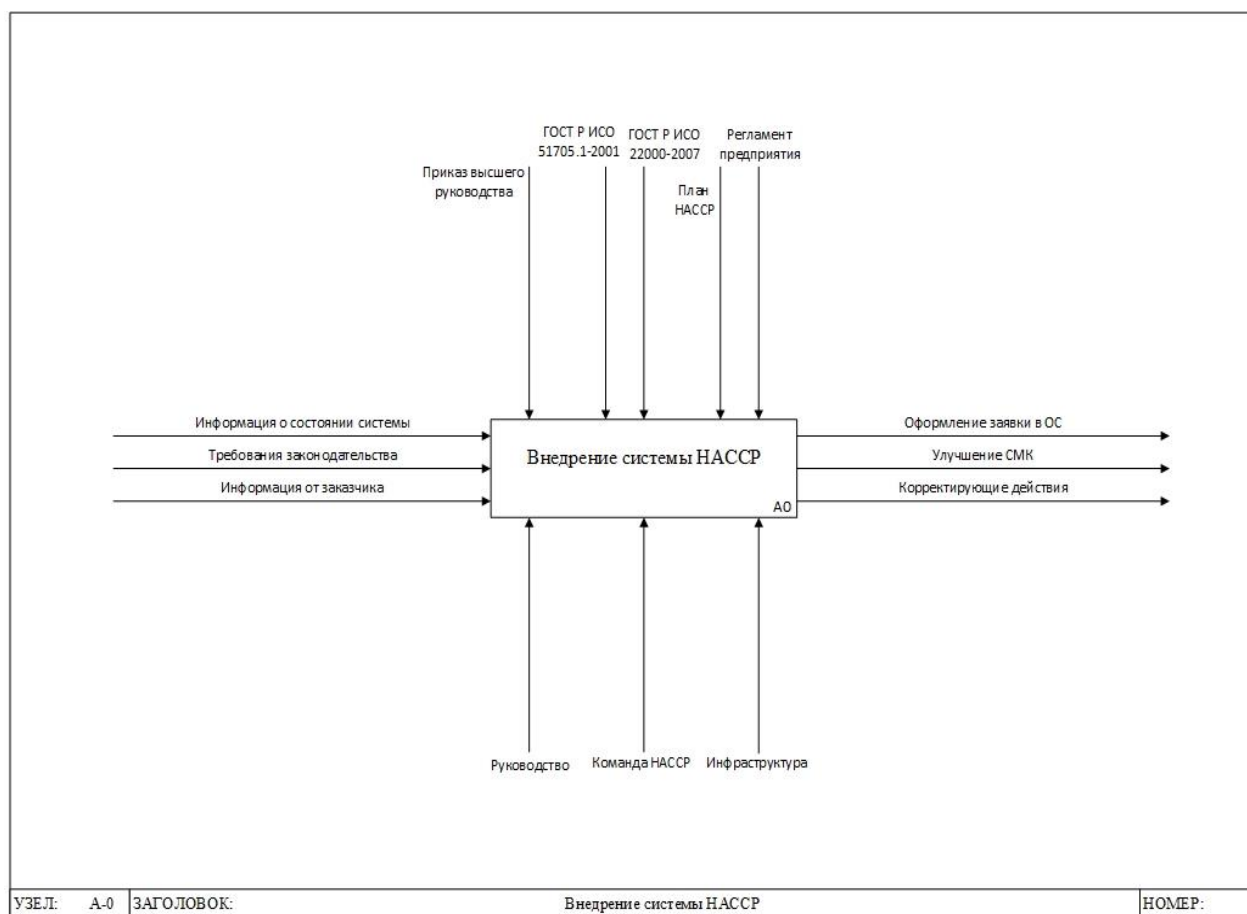 ГОСТ Р ИСО
51705.1-2001
ГОСТ Р ИСО
22000-2007
Регламент
предприятия
Приказ высшего
руководства
План
НАССР
Информация о состоянии системы
Требования законодательства
Информация от заказчика
Внедрение системы НАССР
А0
Оформление заявки в ОС
Улучшение СМК
Корректирующие действия
Руководство
Команда НАССР
Инфраструктура
УЗЕЛ: А-0
ЗАГОЛОВОК:
Внедрение системы НАССР
НОМЕР: